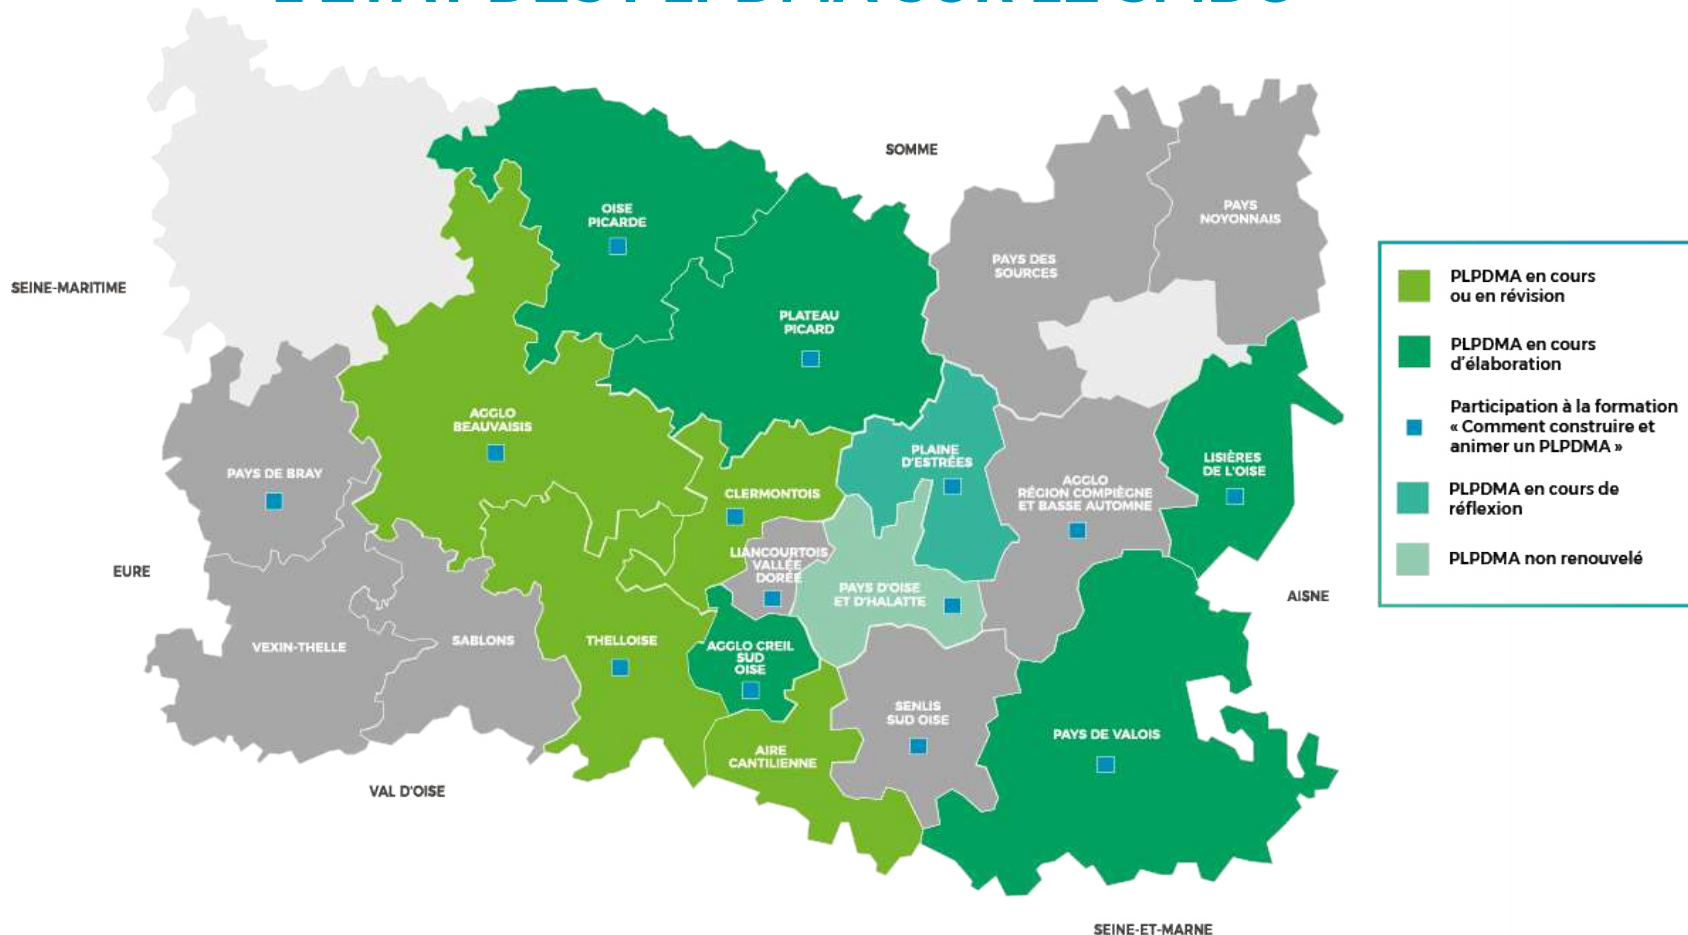 SOMME
OISE
PICARDE
PAYS
NOYONNAIS
PAYS DES
SOURCES
SEINE-MARITIME
PLATEAU
PICARD
AGGLO
BEAUVAISIS
PAYS DE BRAY
PLAINE
D'ESTRÉES
LISIÈRES
DE L'OISE
CLERMONTOIS
AGGLO
RÉGION COMPIÈGNE
ET BASSE AUTOMNE
LIANCOURTOIS
VALLÉE
DORÉE
EURE
PAYS D'OISE
ET D'HALATTE
AISNE
VEXIN-THELLE
SABLONS
THELLOISE
AGGLO CREIL
SUD
OISE
SENLIS
SUD OISE
PAYS DE VALOIS
AIRE
CANTILIENNE
VAL D'OISE
SEINE-ET-MARNE
PLPDMA en cours
ou en révision
PLPDMA en cours
d'élaboration
Participation à la formation
« Comment construire et
animer un PLPDMA »
PLPDMA en cours de
réflexion
PLPDMA non renouvelé